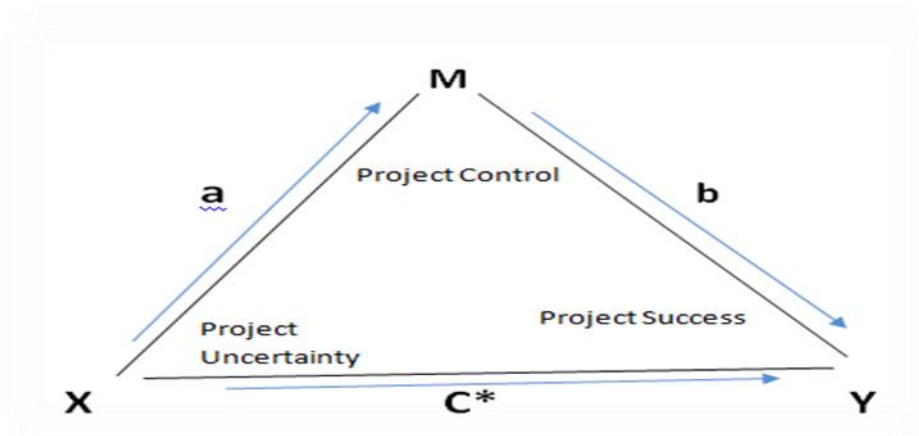 M
Project Control
a
b
Project Success
Project
Uncertainty
X
C*
Y